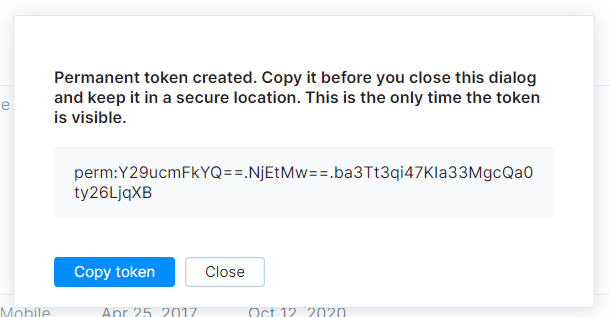 Permanent token created. Copy it before you close this dialog
and keep it in a secure location. This is the only time the token
is visible.
e
perm:Y29ucmFkYQ==.NjEtMw==.ba3Tt3qi47KIa33MgcQa0
ty26LjqXB
Copy token Close
Mobile Apr 25, 2017 Oct 12, 2020